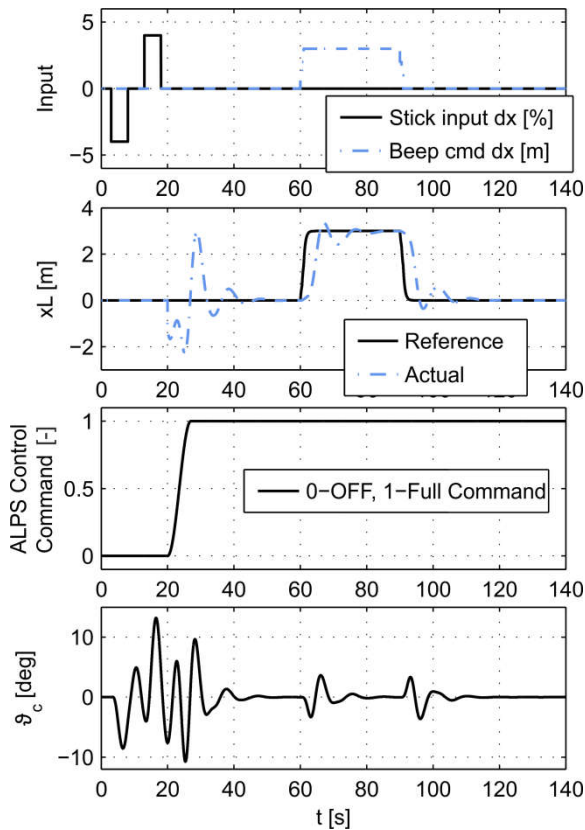 5
0
−5
Input
Stick input dx [%]
Beep cmd dx [m]
0 20 40 60 80 100 120 140
4
2
0
−2
xL [m]
Reference
Actual
0 20 40 60 80 100 120 140
1
0.5
0
ALPS Control
Command [-]
0−OFF, 1−Full Command
0 20 40 60 80 100 120 140
10
0
−10
ϑc [deg]
0 20 40 60 80 100 120 140
t [s]